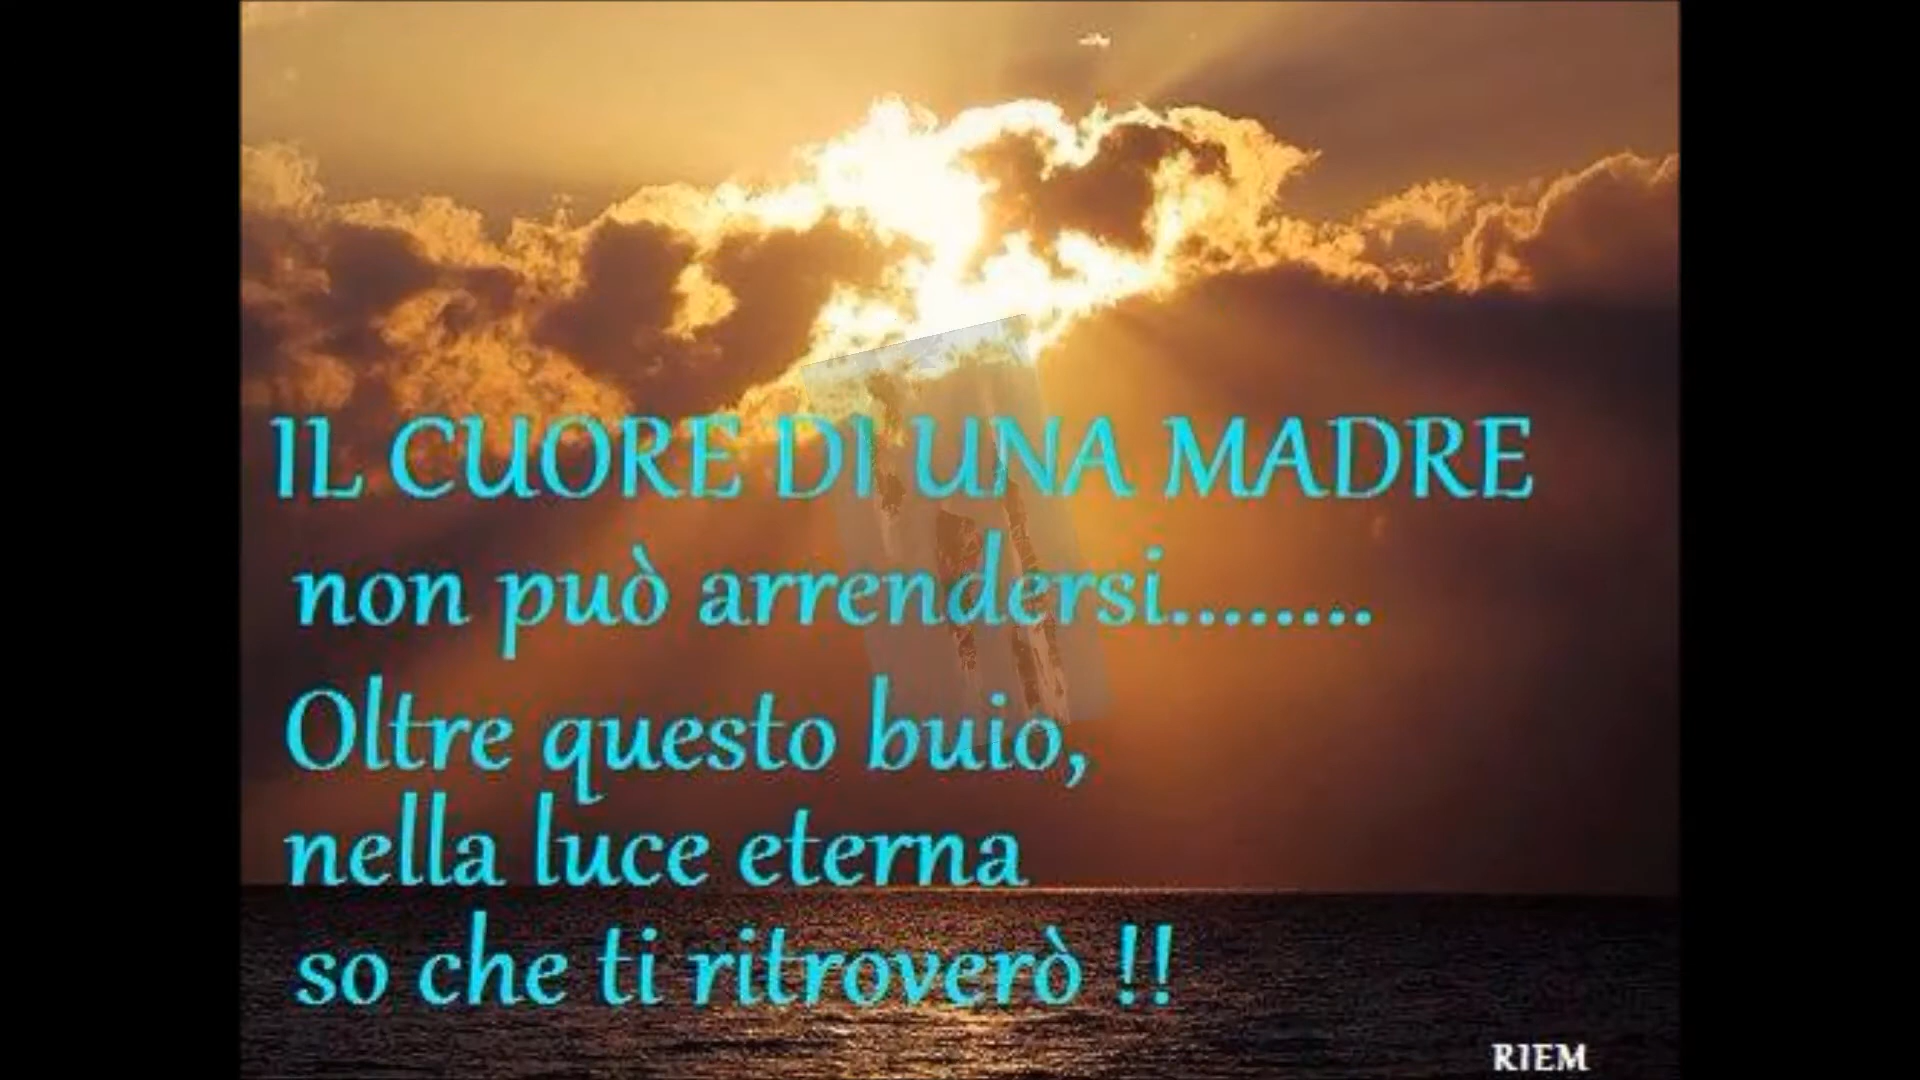 IL CUORE DI UNA MADRE
non può arrendersi........
Oltre questo buio,
nella luce eterna
so che ti ritroverò !!
RIEM